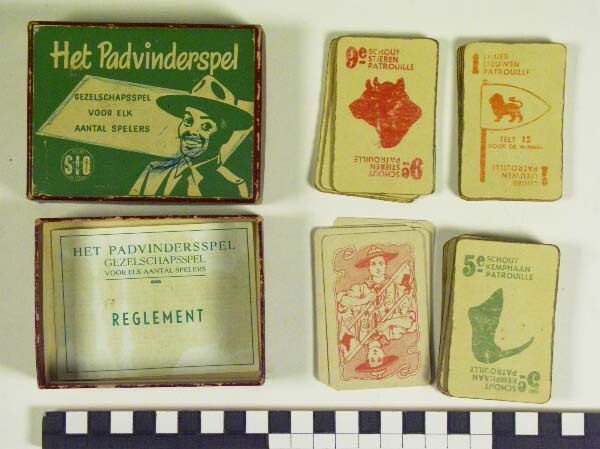 Het Padvinderspel
GEZELSCHAPSSPEL
VOOR ELK
AANTAL SPELERS
SIO
HET PADVINDERSSPEL
GEZELSCHAPSSPEL
VOOR ELK AANTAL SPELERS
REGLEMENT
9e SCHOUT
STIEREN
PATROUILLE
9e SCHOUT
STIEREN
PATROUILLE
1 LEIDER
LEEUWEN
PATROUILLE
TELT 15
VOOR DE WINNER
1 LEIDER
LEEUWEN
PATROUILLE
5e SCHOUT
KEMPHAAN
PATROUILLE
5e SCHOUT
KEMPHAAN
PATROUILLE